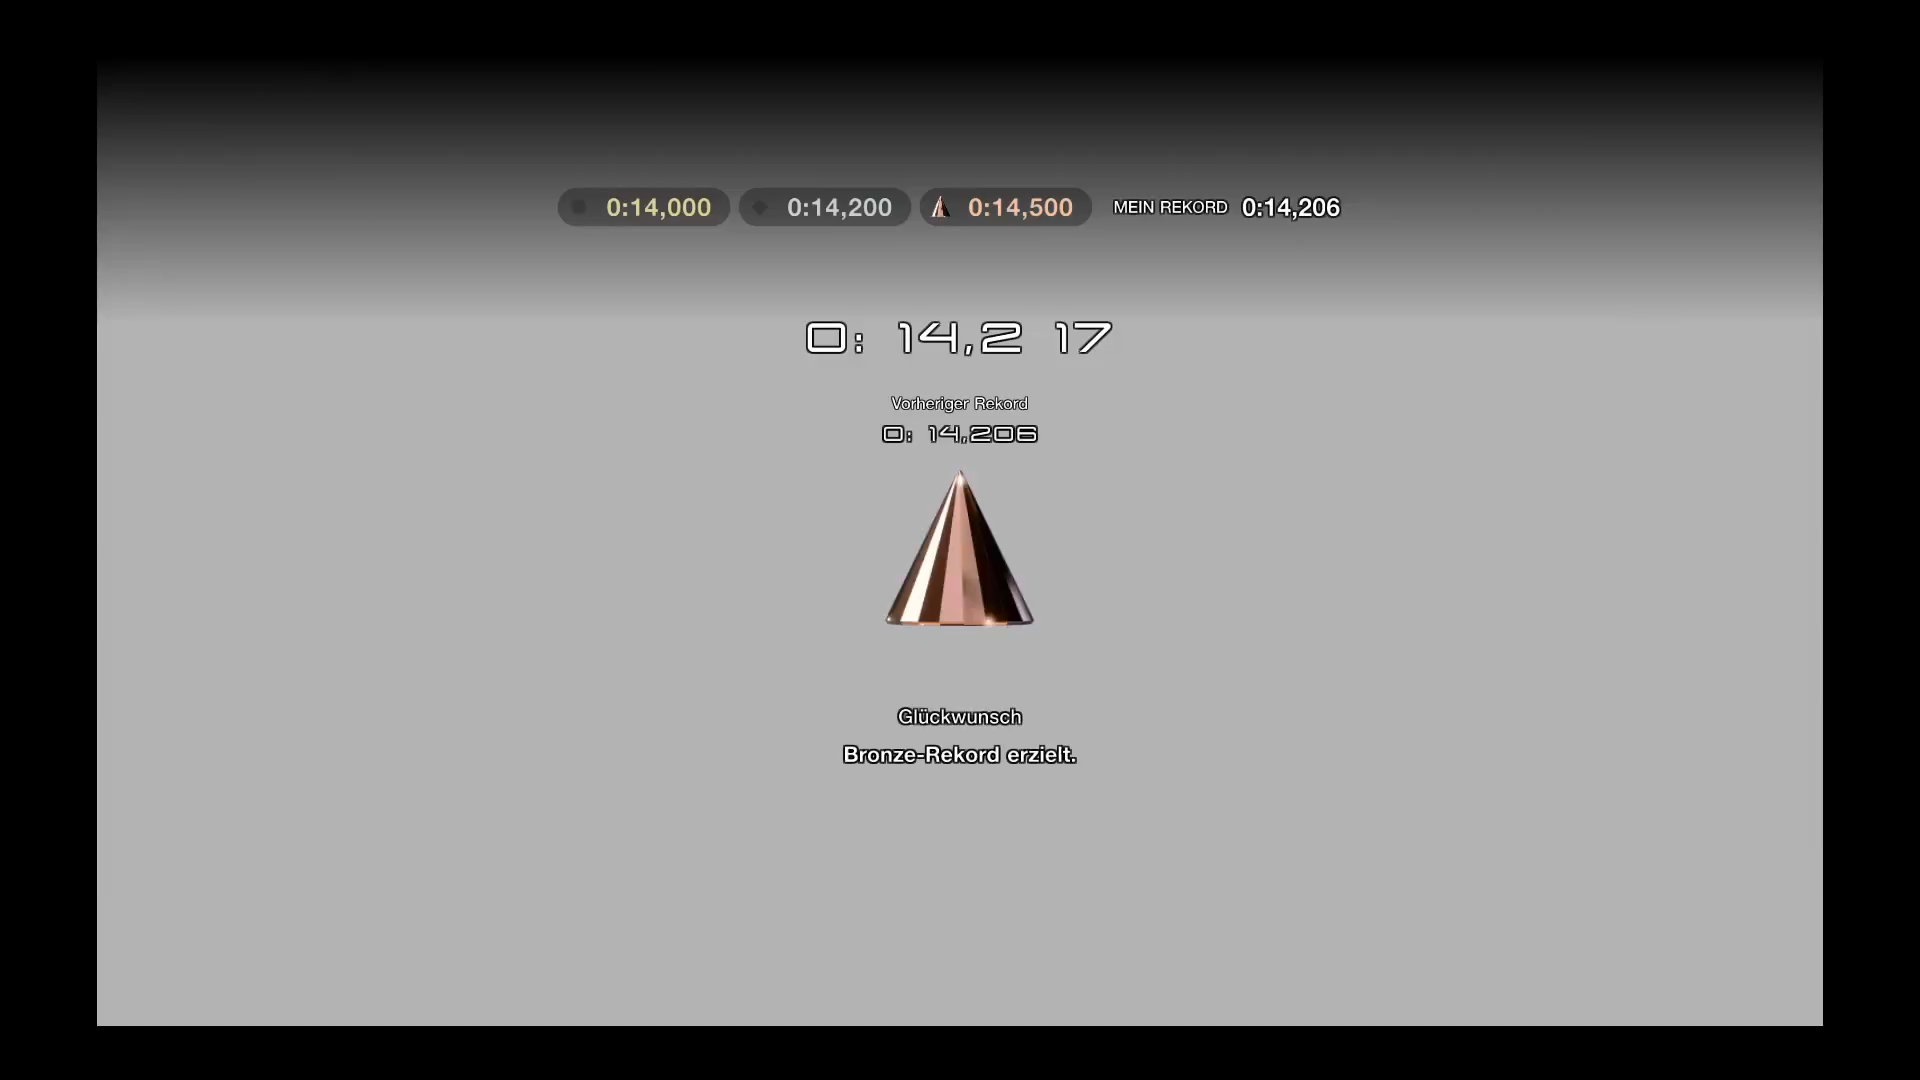 0:14,000 0:14,200 0:14,500 MEIN REKORD 0:14,206
0: 14,2 17
Vorheriger Rekord
0: 14,206
Glückwunsch
Bronze-Rekord erzielt.